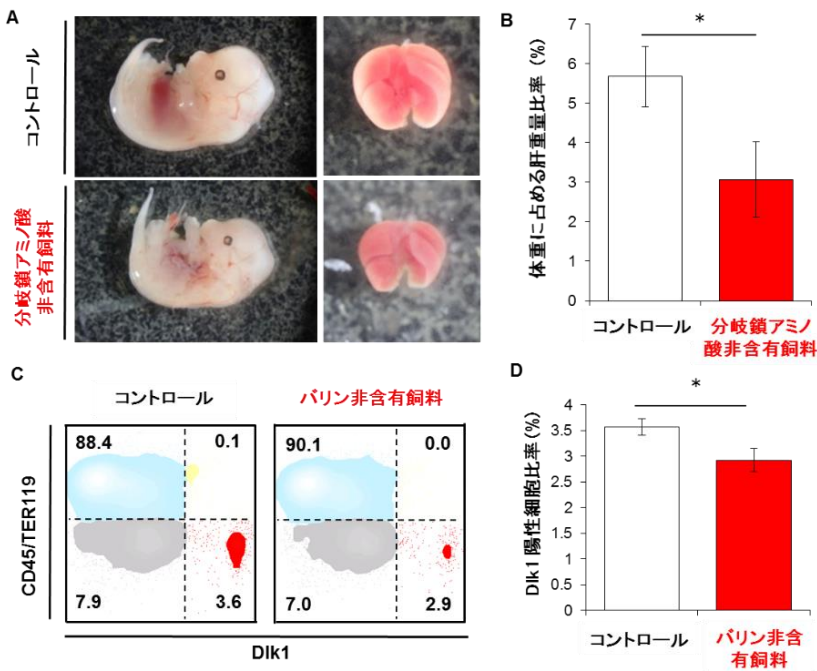 A
コントロール
分岐鎖アミノ酸
非含有飼料
B
体重に占める肝重量比率 (%)
7
6
5
4
3
2
1
0
*
コントロール
分岐鎖アミノ
酸非含有飼料
C
コントロール
バリン非含有飼料
CD45/TER119
88.4
0.1
7.9
3.6
90.1
0.0
7.0
2.9
Dlk1
D
Dlk1 陽性細胞比率(%)
4
3.5
3
2.5
2
1.5
1
0.5
0
*
コントロール
バリン非含
有飼料